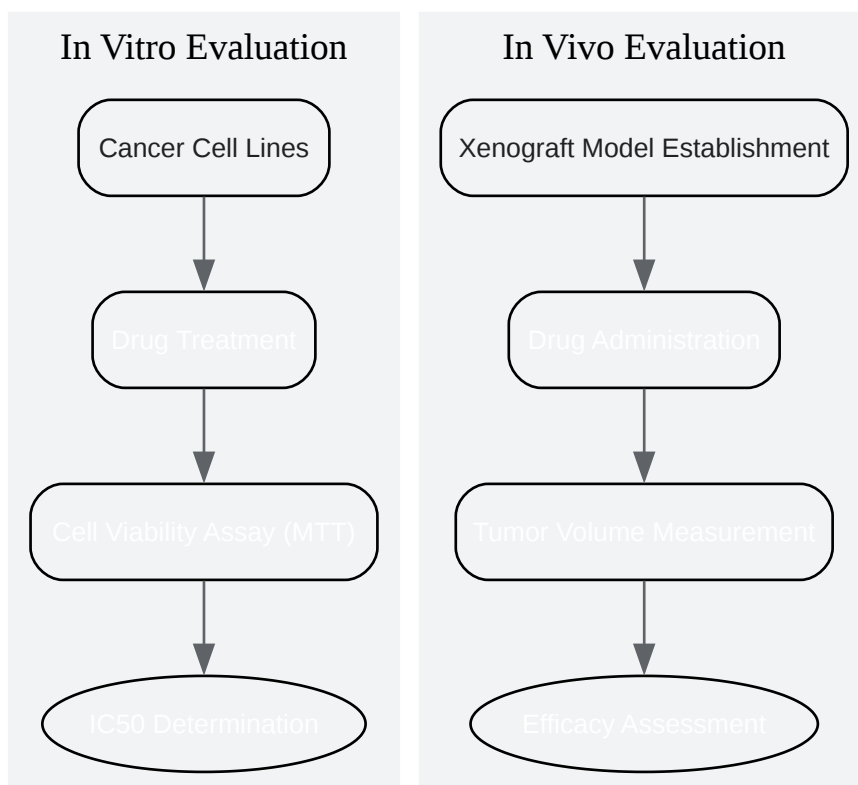 In Vitro Evaluation
Cancer Cell Lines
Drug Treatment
Cell Viability Assay (MTT)
IC50 Determination
In Vivo Evaluation
Xenograft Model Establishment
Drug Administration
Tumor Volume Measurement
Efficacy Assessment